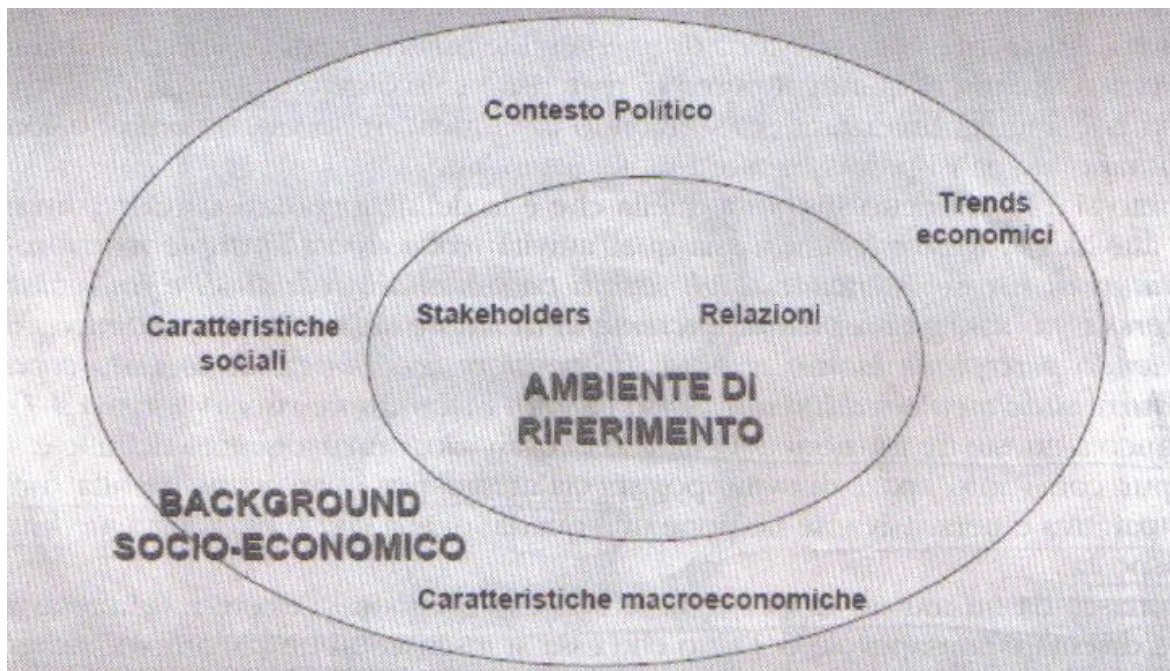 Contesto Politico
Trends
economici
Stakeholders
Relazioni
Caratteristiche
sociali
AMBIENTE DI
RIFERIMENTO
BACKGROUND
SOCIO-ECONOMICO
Caratteristiche macroeconomiche